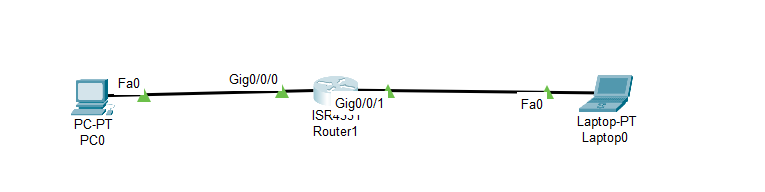 Fa0
Gig0/0/0
Gig0/0/1
Fa0
PC-PT
PC0
Router1
Laptop-PT
Laptop0